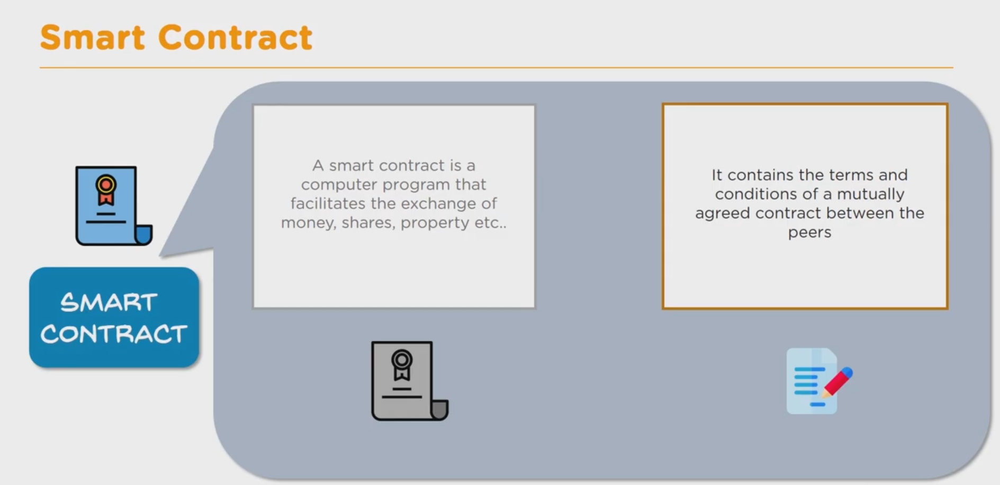 Smart Contract
A smart contract is a
computer program that
facilitates the exchange of
money, shares, property etc..
It contains the terms and
conditions of a mutually
agreed contract between the
peers
SMART
CONTRACT